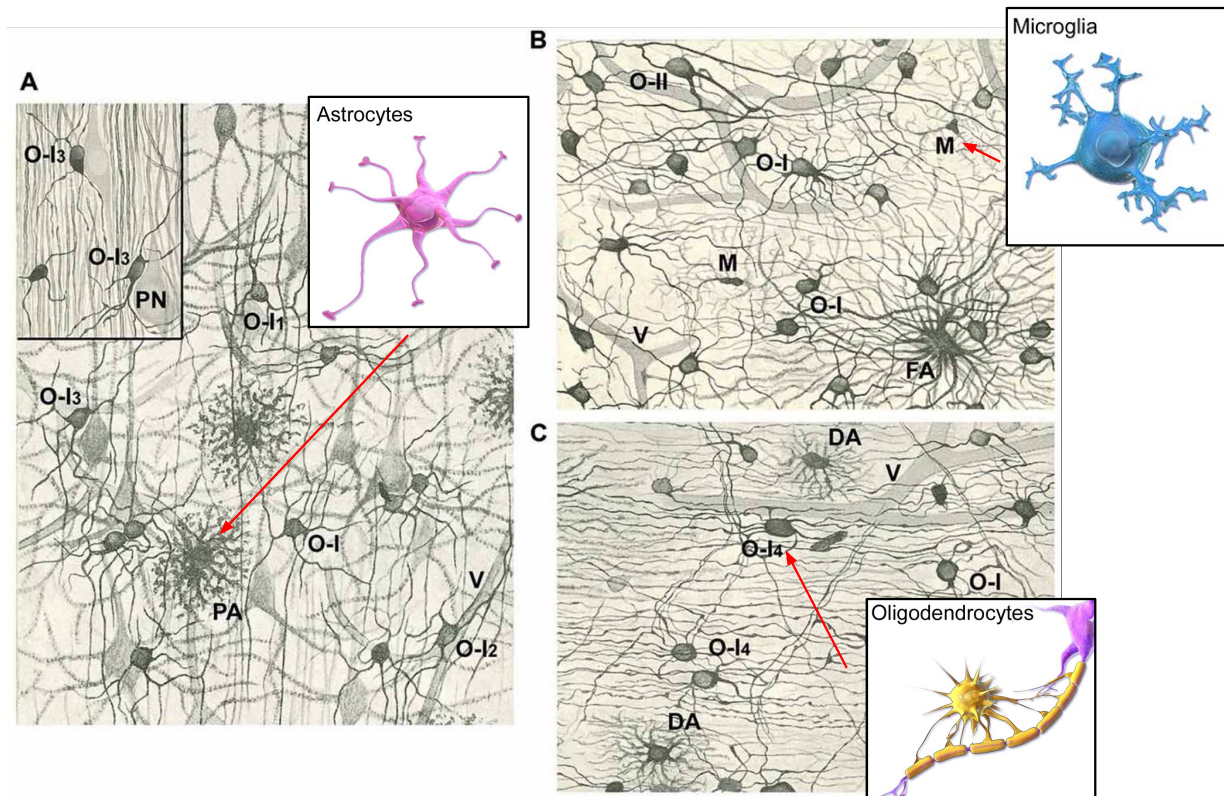 A
Astrocytes
O-I3
O-I3
PN
O-I1
O-I3
O-I
PA
V
O-I2
B
Microglia
O-II
M
O-I
M
O-I
V
FA
C
DA
V
O-I4
O-I
O-I4
DA
Oligodendrocytes